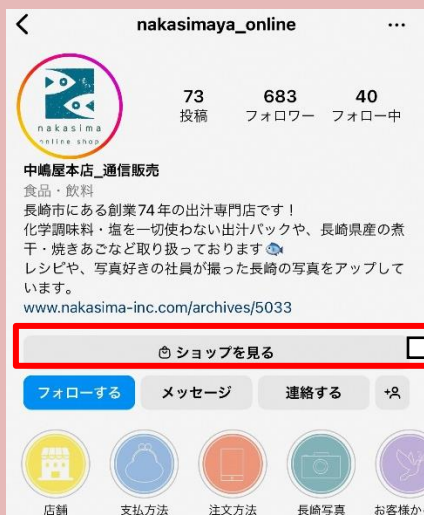 nakasimaya_online
nakasima
online shop
73
683
40
投稿
フォロワー
フォロー中
中嶋屋本店_通信販売
食品・飲料
長崎市にある創業74年の出汁専門店です！
化学調味料・塩を一切使わない出汁パックや、長崎県産の煮
干・焼きあごなど取り扱っております🐟
レシピや、写真好きの社員が撮った長崎の写真をアップして
います。
www.nakasima-inc.com/archives/5033
ショップを見る
フォローする
メッセージ
連絡する
店舗
支払方法
注文方法
長崎写真
お客様か